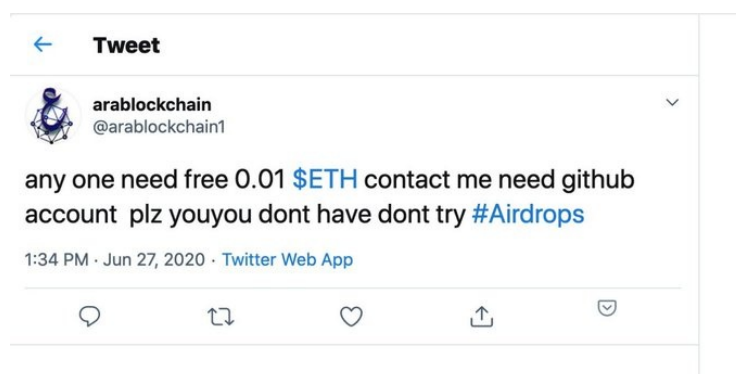 Tweet
arablockchain
@arablockchain1
any one need free 0.01 $ETH contact me need github
account  plz youyou dont have dont try #Airdrops
1:34 PM · Jun 27, 2020 · Twitter Web App